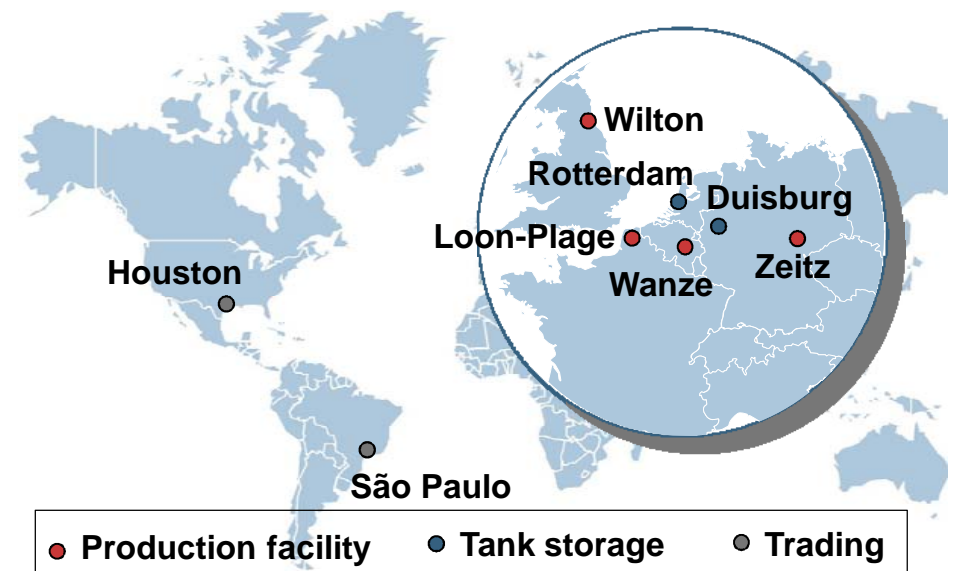 Wilton
Rotterdam
Duisburg
Loon-Plage
Houston
Wanze
Zeitz
São Paulo
Production facility
Tank storage
Trading